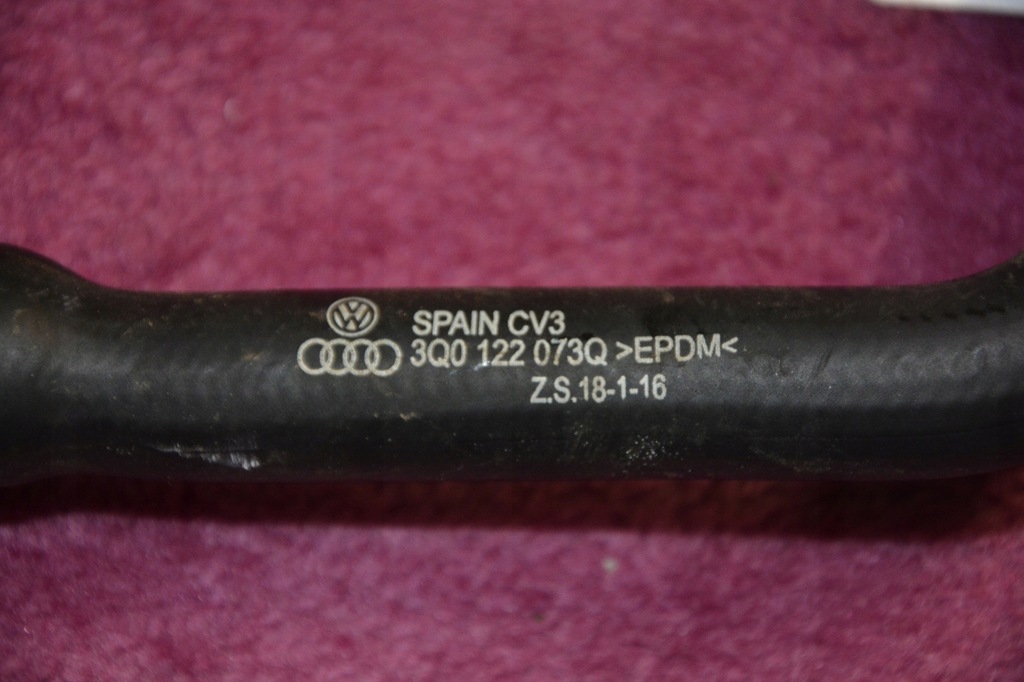 SPAIN CV3
3Q0 122 073Q >EPDM<
Z.S.18-1-16